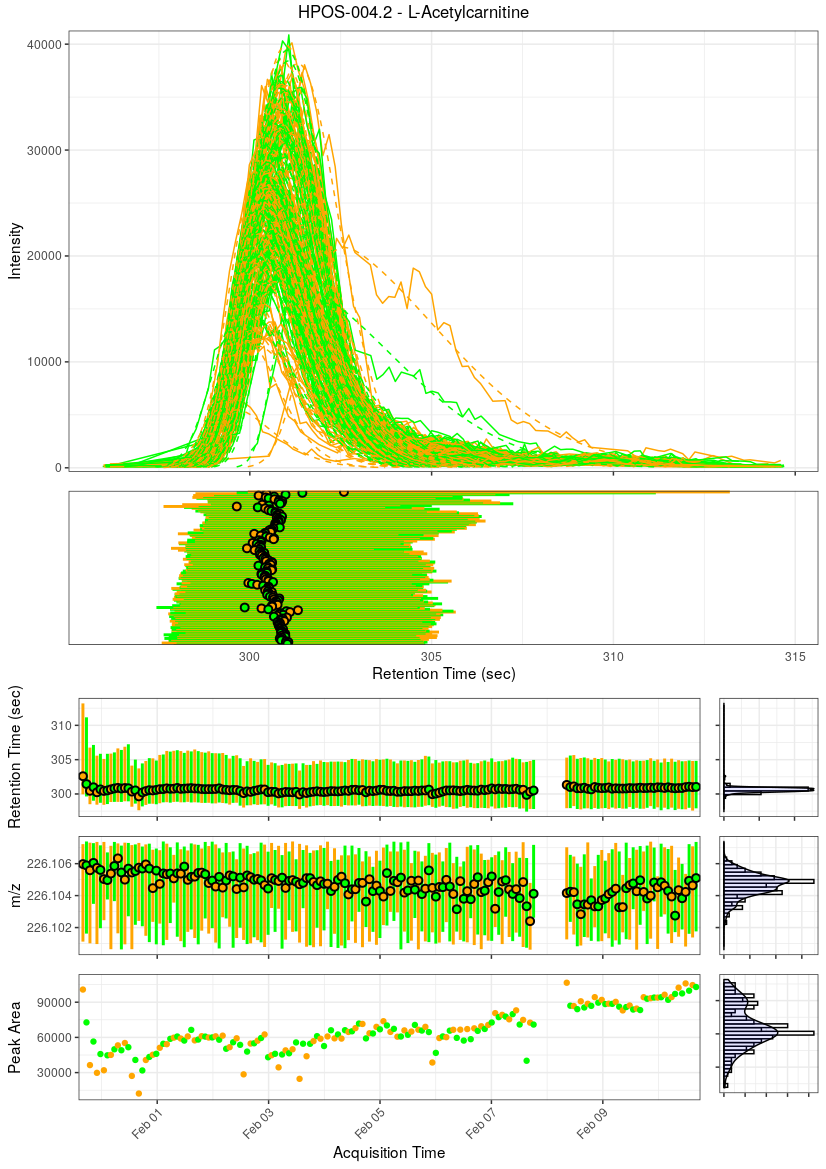 HPOS-004.2 - L-Acetylcarnitine
40000
30000
20000
10000
0
Intensity
300 305 310 315
Retention Time (sec)
310
305
300
Retention Time (sec)
226.106
226.104
226.102
m/z
90000
60000
30000
Peak Area
Feb 01 Feb 03 Feb 05 Feb 07 Feb 09
Acquisition Time